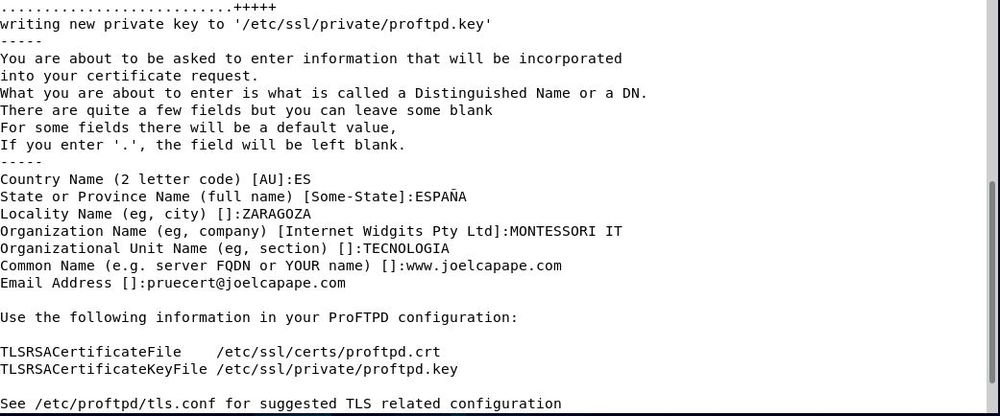 ...........................+++++
writing new private key to '/etc/ssl/private/proftpd.key'
-----
You are about to be asked to enter information that will be incorporated
into your certificate request.
What you are about to enter is what is called a Distinguished Name or a DN.
There are quite a few fields but you can leave some blank
For some fields there will be a default value,
If you enter '.', the field will be left blank.
-----
Country Name (2 letter code) [AU]:ES
State or Province Name (full name) [Some-State]:ESPAÑA
Locality Name (eg, city) []:ZARAGOZA
Organization Name (eg, company) [Internet Widgits Pty Ltd]:MONTESSORI IT
Organizational Unit Name (eg, section) []:TECNOLOGIA
Common Name (e.g. server FQDN or YOUR name) []:www.joelcapape.com
Email Address []:pruecert@joelcapape.com
Use the following information in your ProFTPD configuration:
TLSRSACertificateFile    /etc/ssl/certs/proftpd.crt
TLSRSACertificateKeyFile /etc/ssl/private/proftpd.key
See /etc/proftpd/tls.conf for suggested TLS related configuration